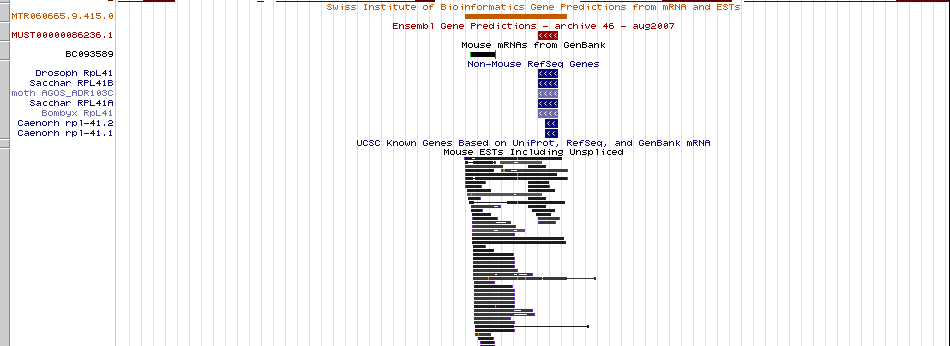 Swiss Institute of Bioinformatics Gene Predictions from mRNA and ESTs
MTR060665.9.415.0
Ensembl Gene Predictions - archive 46 - aug2007
MUST00000086236.1
Mouse mRNAs from GenBank
BC093589
Non-Mouse RefSeq Genes
Drosoph RpL41
Sacchar RPL41B
moth AGOS_ADR103C
Sacchar RPL41A
Bombyx RpL41
Caenorh rpl-41.2
Caenorh rpl-41.1
UCSC Known Genes Based on UniProt, RefSeq, and GenBank mRNA
Mouse ESTs Including Unspliced